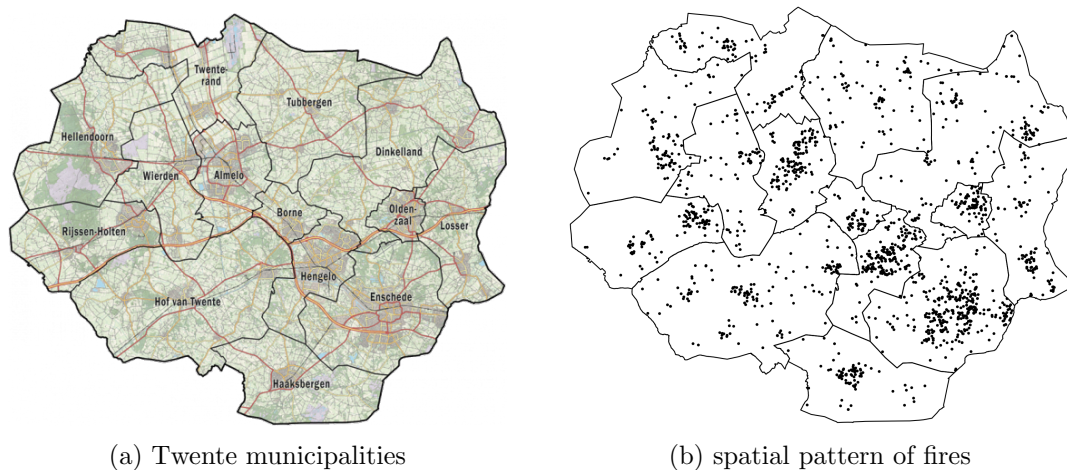 Twente-
rand
Tubbergen
Hellendoorn
Dinkelland
Wierden
Almelo
Borne
Olden-
zaal
Losser
Rijssen-Holten
Hengelo
Hof van Twente
Enschede
Haaksbergen
(a) Twente municipalities
(b) spatial pattern of fires